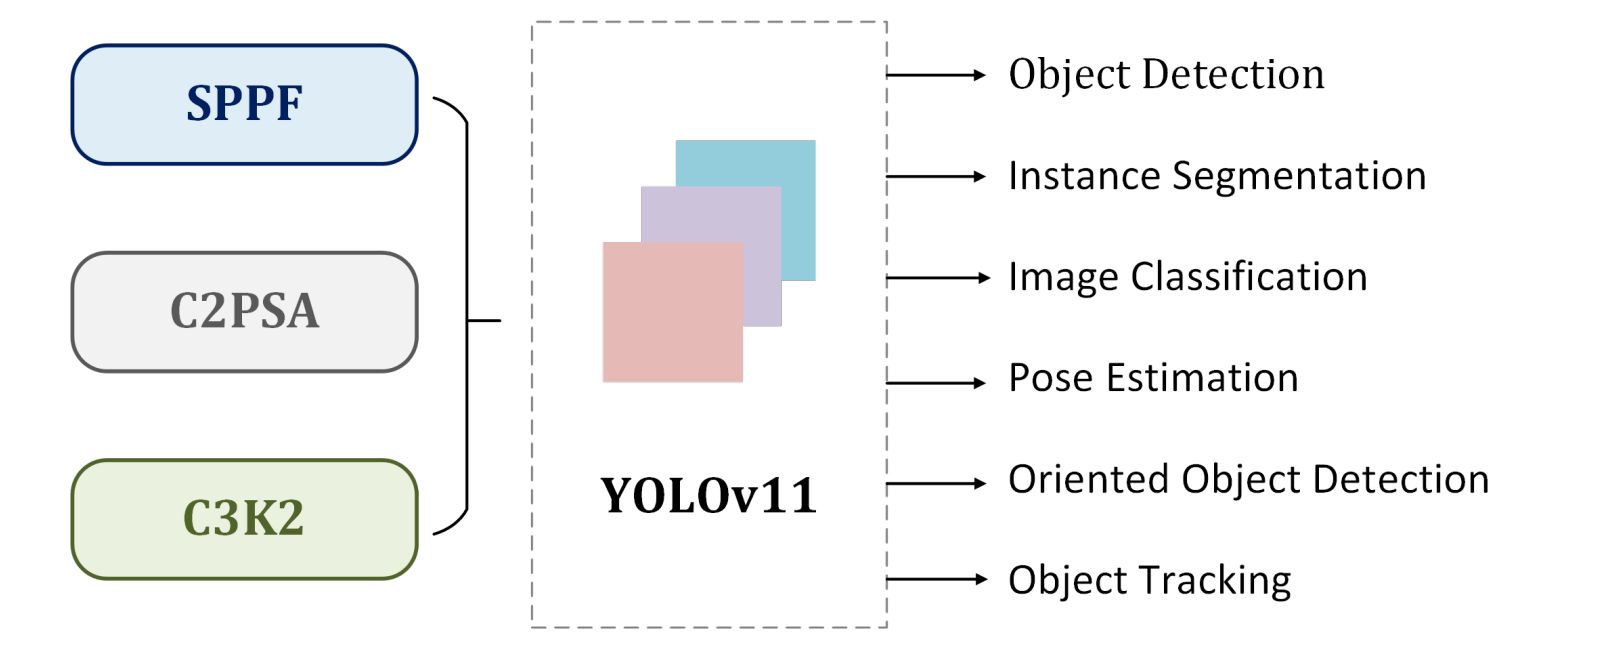 SPPF
C2PSA
C3K2
YOLOv11
Object Detection
Instance Segmentation
Image Classification
Pose Estimation
Oriented Object Detection
Object Tracking